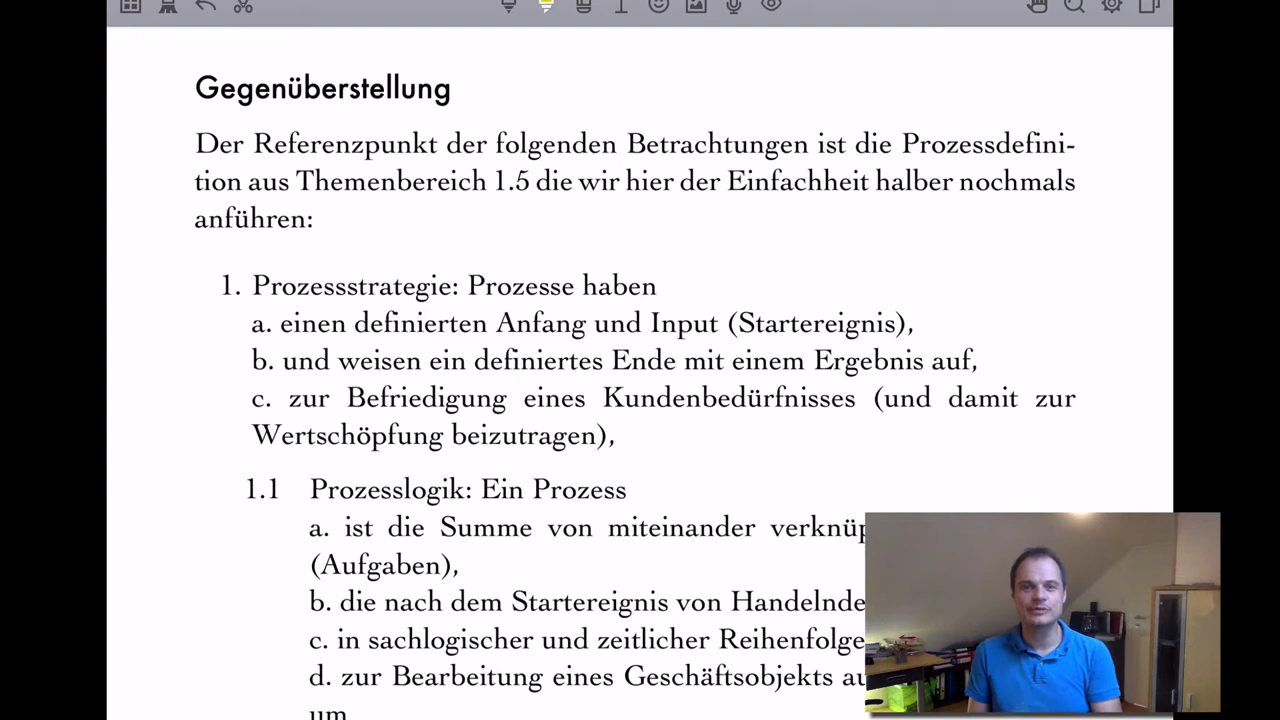 Gegenüberstellung
Der Referenzpunkt der folgenden Betrachtungen ist die Prozessdefini-
tion aus Themenbereich 1.5 die wir hier der Einfachheit halber nochmals
anführen:
1. Prozessstrategie: Prozesse haben
a. einen definierten Anfang und Input (Startereignis),
b. und weisen ein definiertes Ende mit einem Ergebnis auf,
c. zur Befriedigung eines Kundenbedürfnisses (und damit zur
Wertschöpfung beizutragen),
1.1 Prozesslogik: Ein Prozess
a. ist die Summe von miteinander
(Aufgaben),
b. die nach dem Startereignis von
c. in sachlogischer und zeitlicher Reihenfolge
d. zur Bearbeitung eines Geschäftsobjekts
um